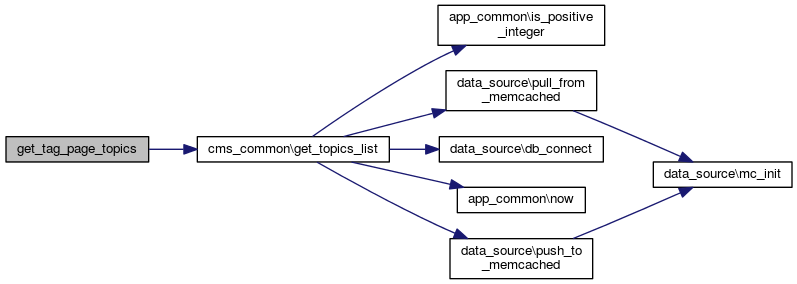 get_tag_page_topics
cms_common\get_topics_list
app_common\is_positive
_integer
data_source\pull_from
_memcached
data_source\db_connect
app_common\now
data_source\push_to
_memcached
data_source\mc_init